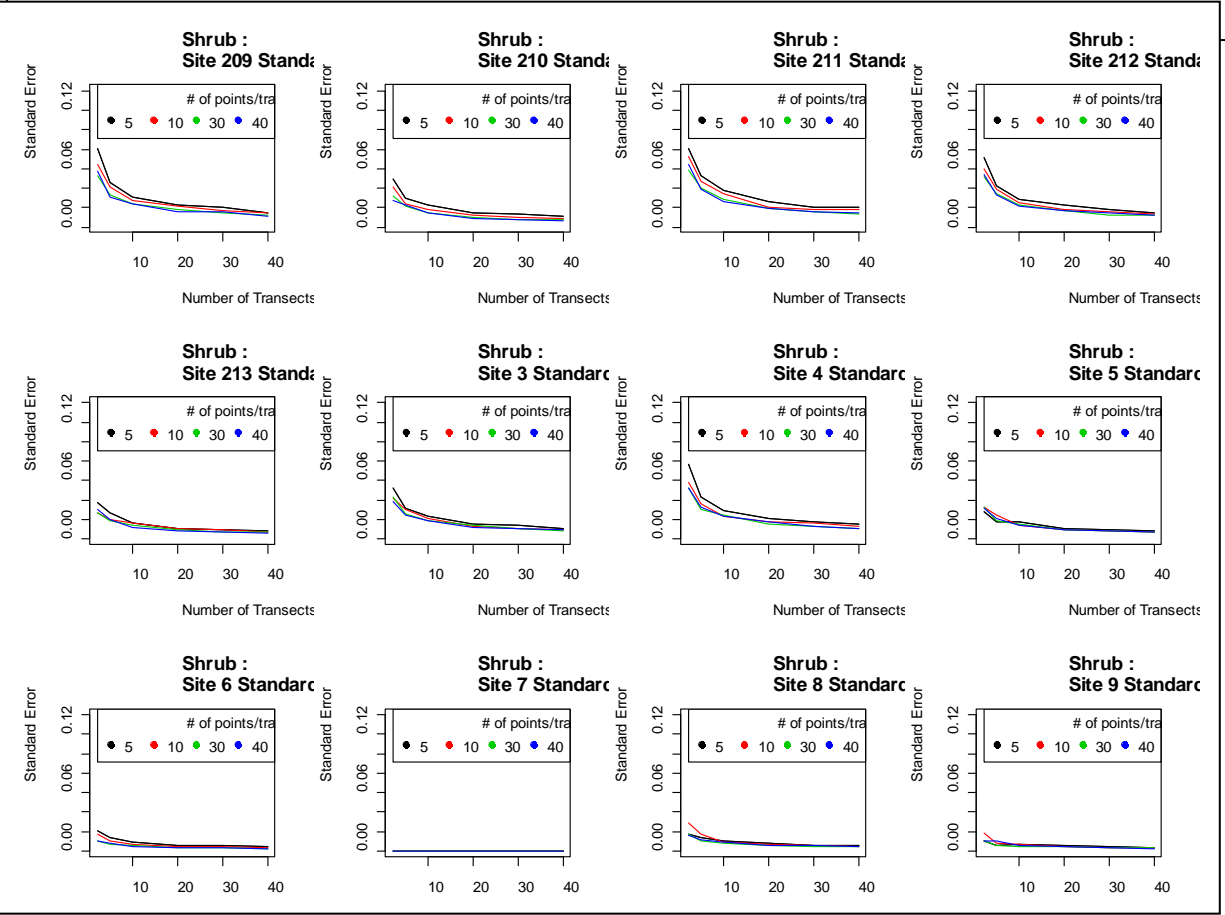 Shrub :
Site 209 Standa
Standard Error
0.00 0.06 0.12
# of points/tra
5 10 30 40
10 20 30 40
Number of Transects
Shrub :
Site 210 Standa
Standard Error
0.00 0.06 0.12
# of points/tra
5 10 30 40
10 20 30 40
Number of Transects
Shrub :
Site 211 Standa
Standard Error
0.00 0.06 0.12
# of points/tra
5 10 30 40
10 20 30 40
Number of Transects
Shrub :
Site 212 Standa
Standard Error
0.00 0.06 0.12
# of points/tra
5 10 30 40
10 20 30 40
Number of Transects
Shrub :
Site 213 Standa
Standard Error
0.00 0.06 0.12
# of points/tra
5 10 30 40
10 20 30 40
Number of Transects
Shrub :
Site 3 Standard
Standard Error
0.00 0.06 0.12
# of points/tra
5 10 30 40
10 20 30 40
Number of Transects
Shrub :
Site 4 Standard
Standard Error
0.00 0.06 0.12
# of points/tra
5 10 30 40
10 20 30 40
Number of Transects
Shrub :
Site 5 Standard
Standard Error
0.00 0.06 0.12
# of points/tra
5 10 30 40
10 20 30 40
Number of Transects
Shrub :
Site 6 Standard
Standard Error
0.00 0.06 0.12
# of points/tra
5 10 30 40
10 20 30 40
Shrub :
Site 7 Standard
Standard Error
0.00 0.06 0.12
# of points/tra
5 10 30 40
10 20 30 40
Shrub :
Site 8 Standard
Standard Error
0.00 0.06 0.12
# of points/tra
5 10 30 40
10 20 30 40
Shrub :
Site 9 Standard
Standard Error
0.00 0.06 0.12
# of points/tra
5 10 30 40
10 20 30 40